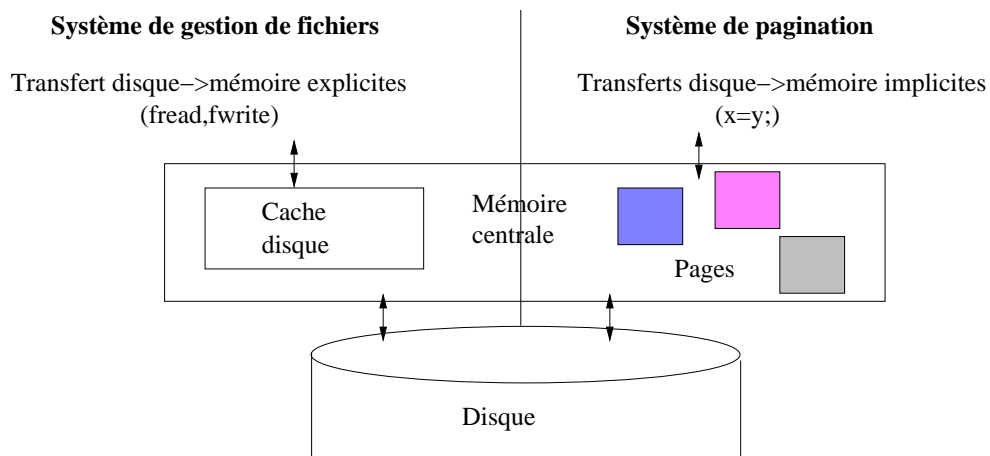 Système de gestion de fichiers
Système de pagination
Transfert disque−>mémoire explicites
(fread,fwrite)
Transferts disque−>mémoire implicites
(x=y;)
Cache
disque
Mémoire
centrale
Pages
Disque